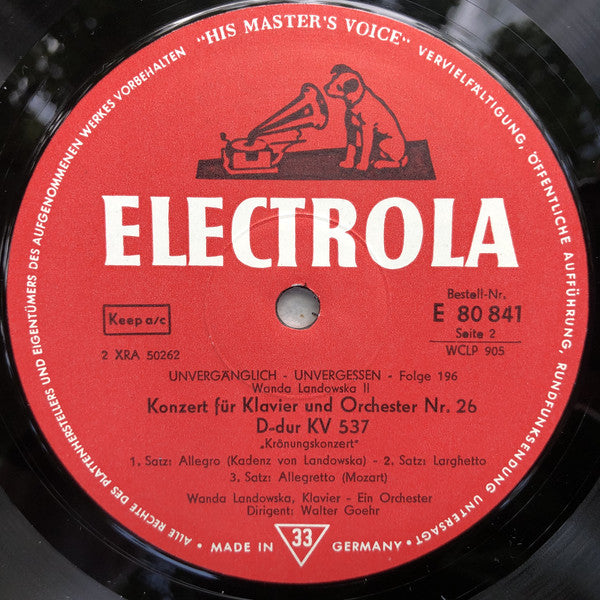 ALLE RECHTE DES PLATTENHERSTELLERS UND EIGENTÜMERS DES AUFGENOMMENEN WERKES VORBEHALTEN "HIS MASTER'S VOICE" VERVIELFÄLTIGUNG, ÖFFENTLICHE AUFFÜHRUNG, RUNDFUNKSENDUNG UNTERSAGT •
ELECTROLA
Bestell-Nr.
E 80 841
Seite 2
WCLP 905
Keep a/c
2 XRA 50262
UNVERGÄNGLICH - UNVERGESSEN - Folge 196
Wanda Landowska II
Konzert für Klavier und Orchester Nr. 26
D-dur KV 537
„Krönungskonzert"
1. Satz: Allegro (Kadenz von Landowska) - 2. Satz: Larghetto
3. Satz: Allegretto (Mozart)
Wanda Landowska, Klavier - Ein Orchester
Dirigent: Walter Goehr
• MADE IN 33 GERMANY •